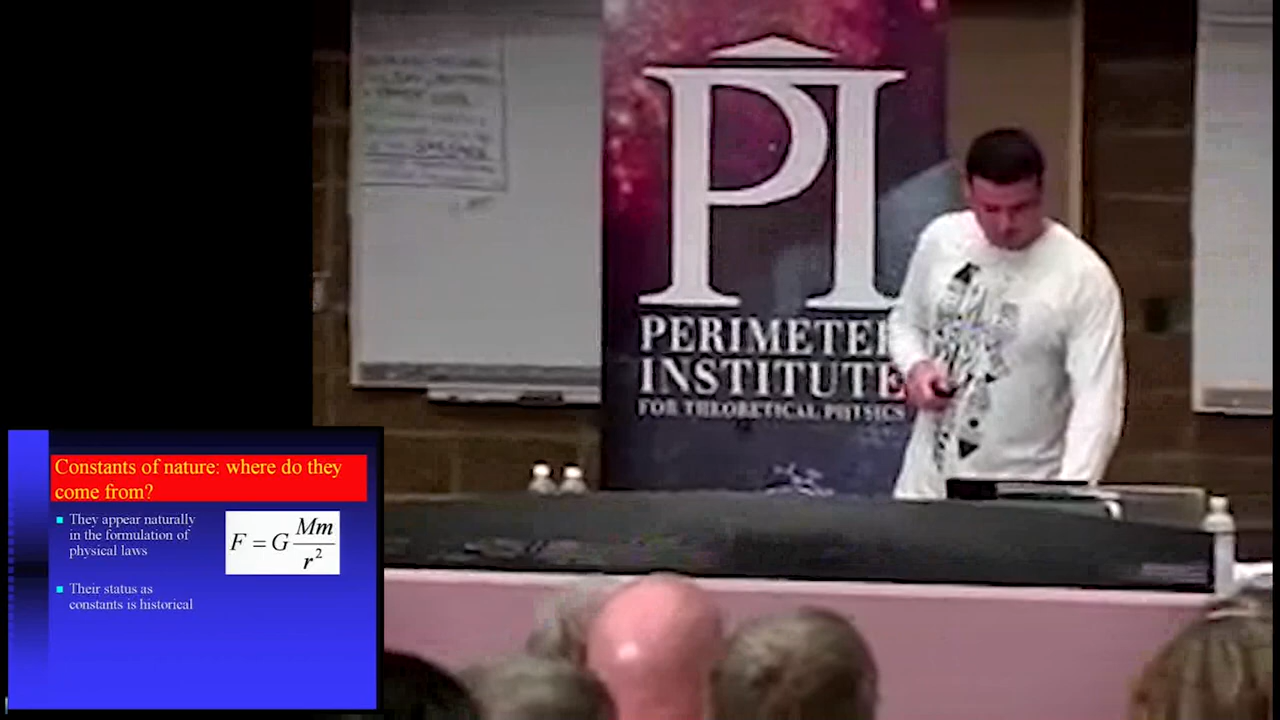 PI
PERIMETER
INSTITUTE
FOR THEORETICAL PHYSICS
Constants of nature: where do they
come from?
They appear naturally
in the formulation of
physical laws
F = G Mm / r²
Their status as
constants is historical